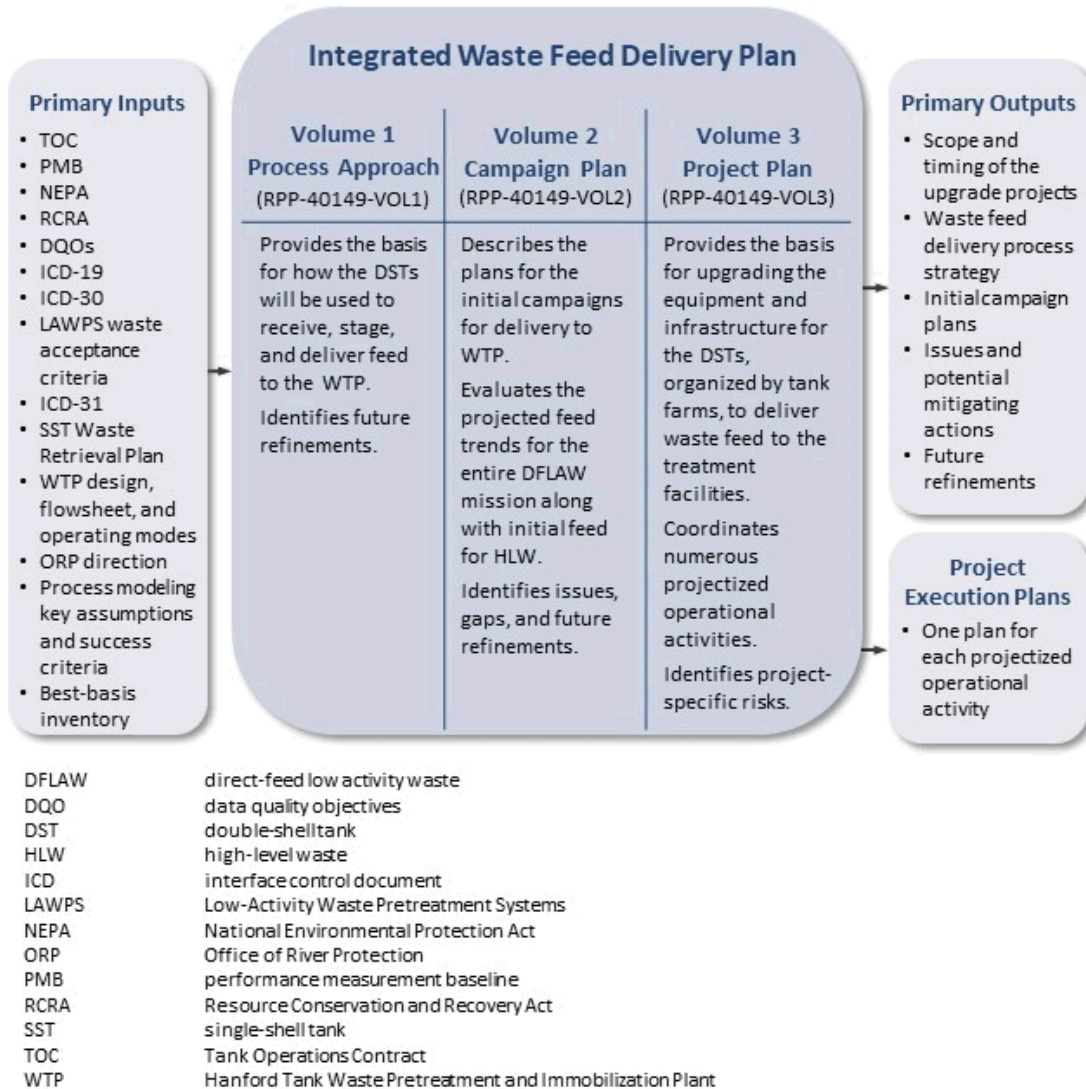 Integrated Waste Feed Delivery Plan
Primary Inputs
• TOC
• PMB
• NEPA
• RCRA
• DQOs
• ICD-19
• ICD-30
• LAWPS waste
acceptance
criteria
• ICD-31
• SST Waste
Retrieval Plan
• WTP design,
flowsheet, and
operating modes
• ORP direction
• Process modeling
key assumptions
and success
criteria
• Best-basis
inventory
Volume 1
Process Approach
(RPP-40149-VOL1)
Provides the basis
for how the DSTs
will be used to
receive, stage,
and deliver feed
to the WTP.
Identifies future
refinements.
Volume 2
Campaign Plan
(RPP-40149-VOL2)
Describes the
plans for the
initial campaigns
for delivery to
WTP.
Evaluates the
projected feed
trends for the
entire DFLAW
mission along
with initial feed
for HLW.
Identifies issues,
gaps, and future
refinements.
Volume 3
Project Plan
(RPP-40149-VOL3)
Provides the basis
for upgrading the
equipment and
infrastructure for
the DSTs,
organized by tank
farms, to deliver
waste feed to the
treatment
facilities.
Coordinates
numerous
projectized
operational
activities.
Identifies project-
specific risks.
Primary Outputs
• Scope and
timing of the
upgrade projects
• Waste feed
delivery process
strategy
• Initial campaign
plans
• Issues and
potential
mitigating
actions
• Future
refinements
Project
Execution Plans
• One plan for
each projectized
operational
activity
DFLAW direct-feed low activity waste
DQO data quality objectives
DST double-shell tank
HLW high-level waste
ICD interface control document
LAWPS Low-Activity Waste Pretreatment Systems
NEPA National Environmental Protection Act
ORP Office of River Protection
PMB performance measurement baseline
RCRA Resource Conservation and Recovery Act
SST single-shell tank
TOC Tank Operations Contract
WTP Hanford Tank Waste Pretreatment and Immobilization Plant